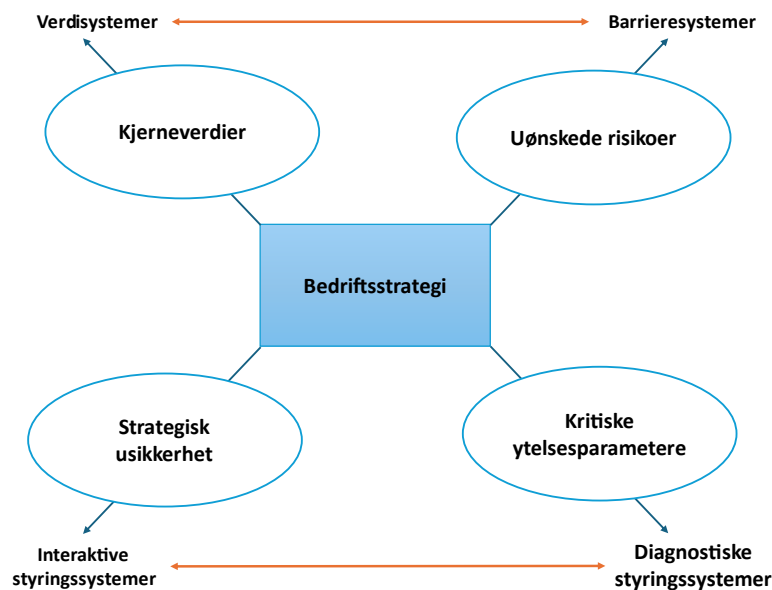 Verdisystemer
Barrieresystemer
Kjerneverdier
Uønskede risikoer
Bedriftsstrategi
Strategisk
usikkerhet
Kritiske
ytelsesparametere
Interaktive
styringssystemer
Diagnostiske
styringssystemer